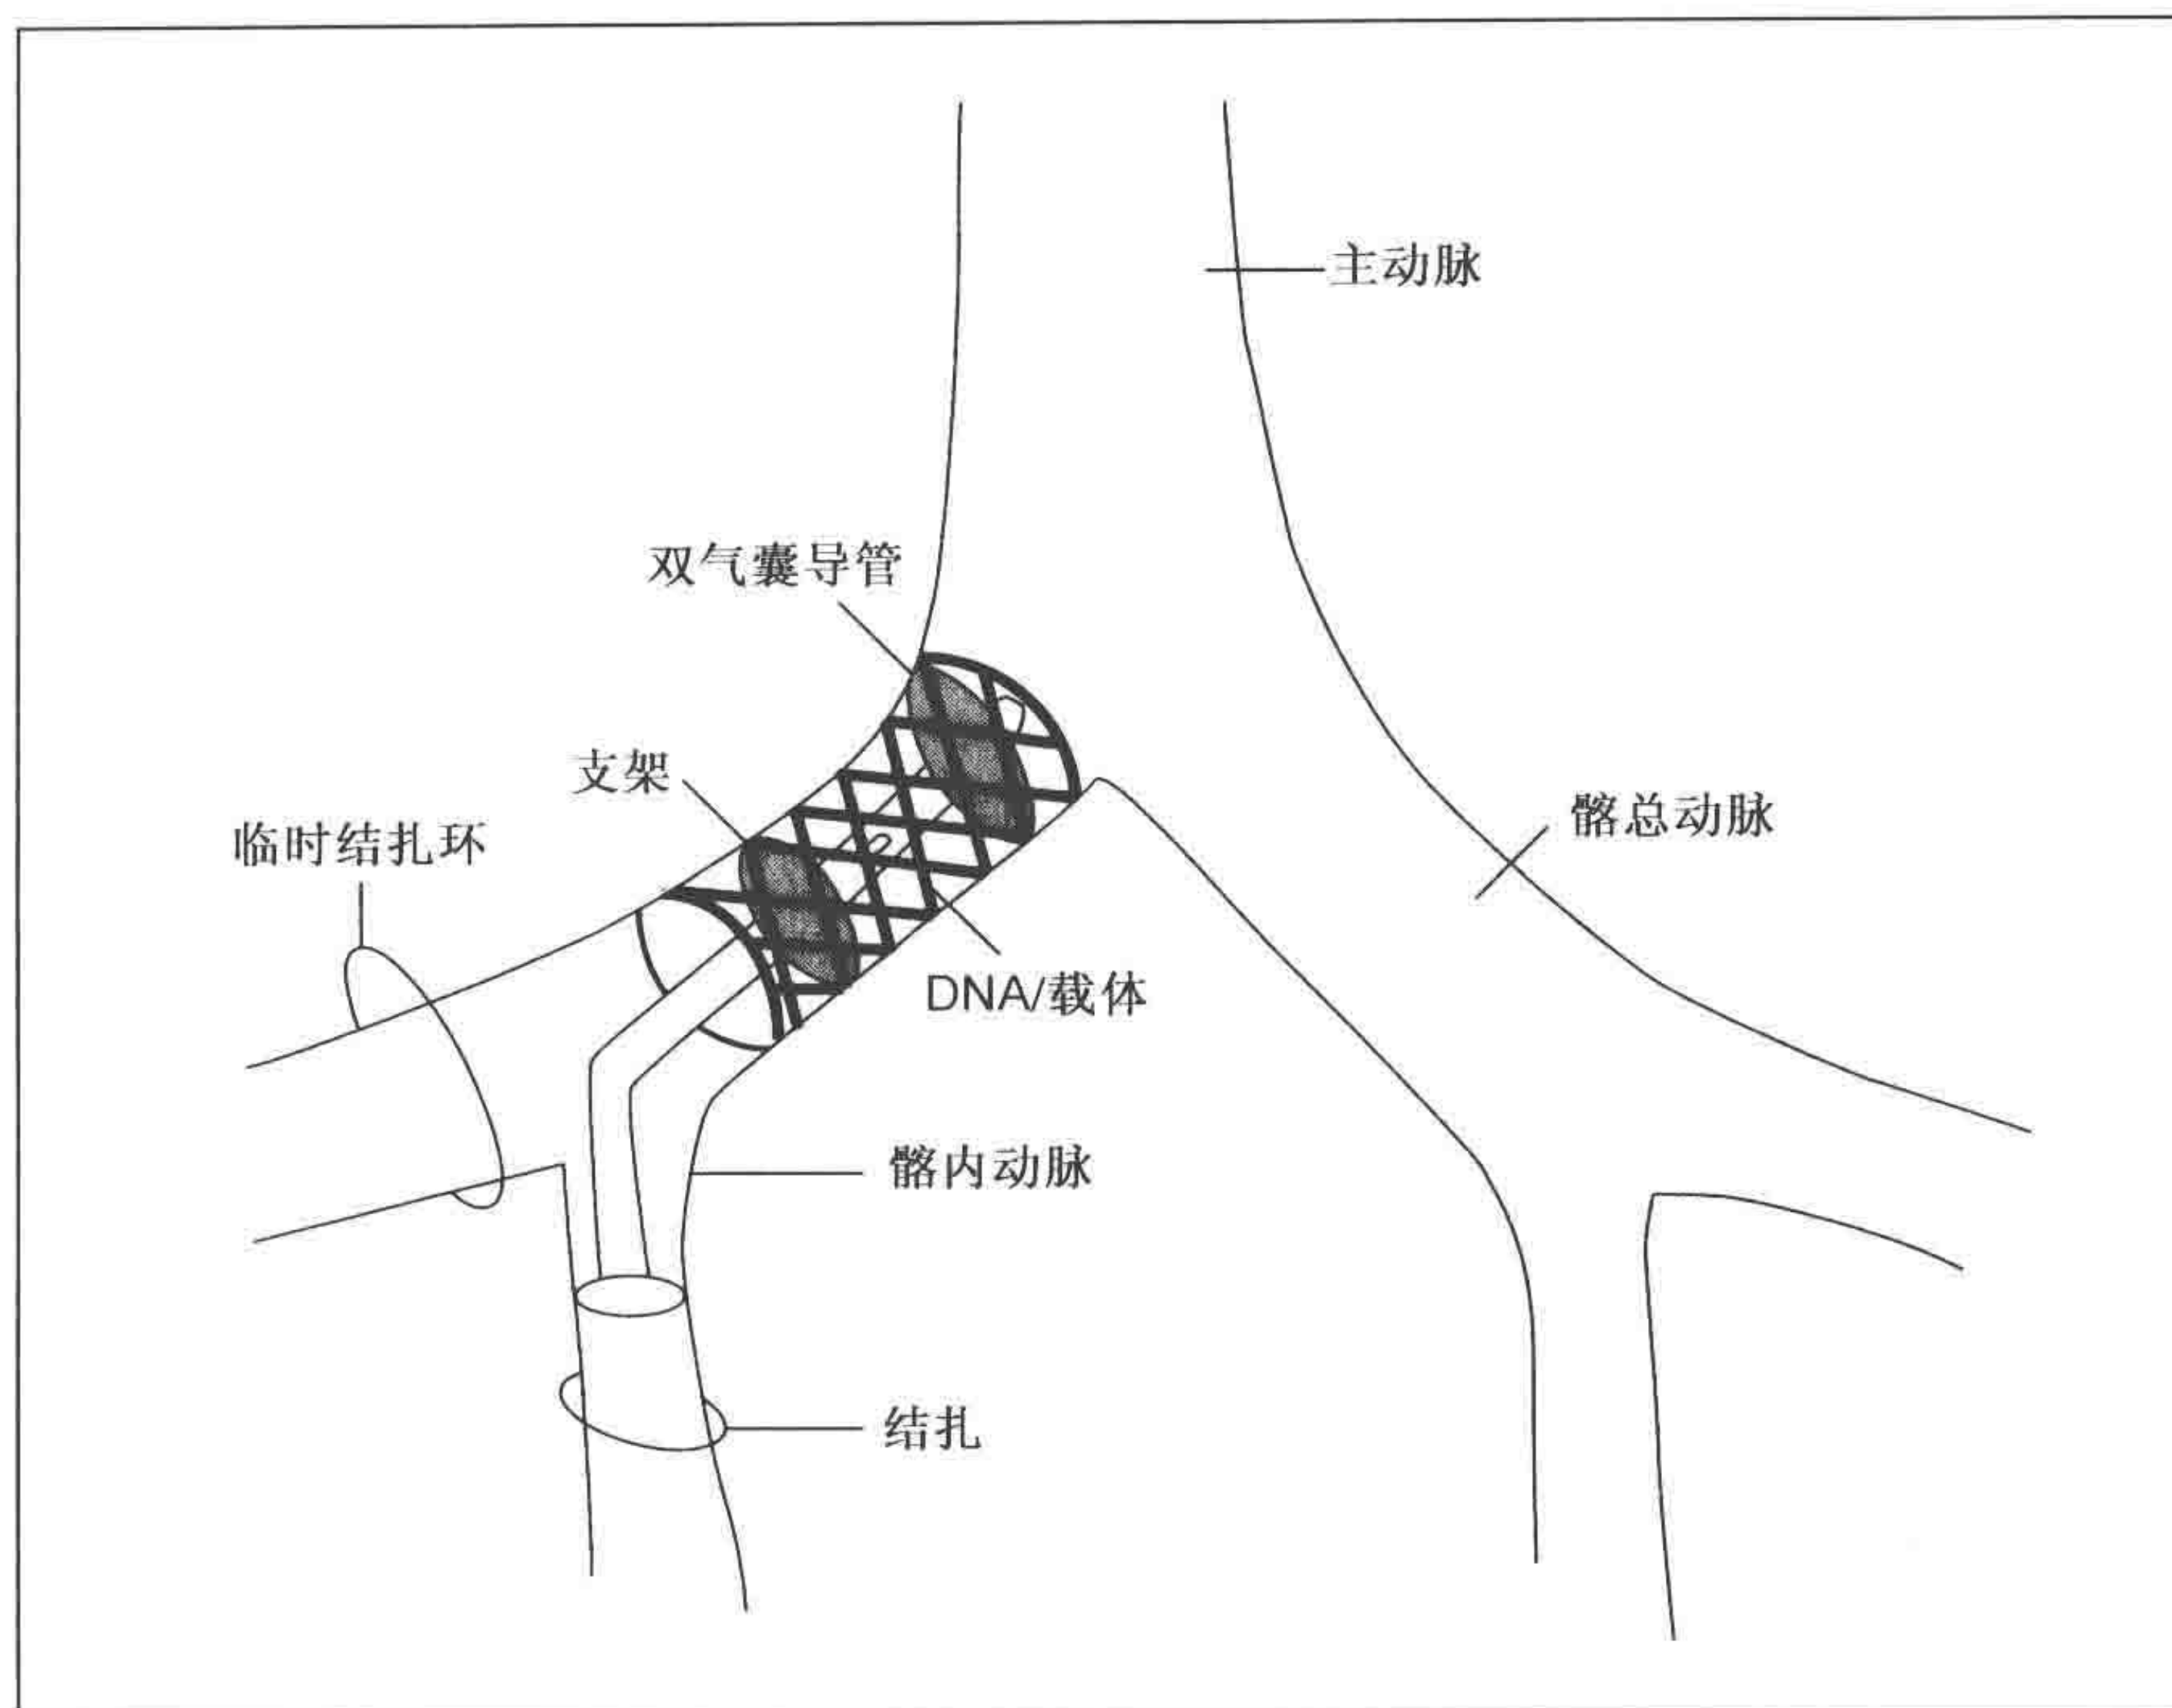 主动脉
双气囊导管
支架
髂总动脉
临时结扎环
DNA/载体
髂内动脉
结扎